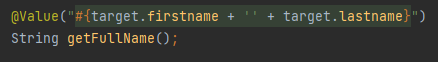 @Value("#{target.firstname + '' + target.lastname}")
String getFullName();